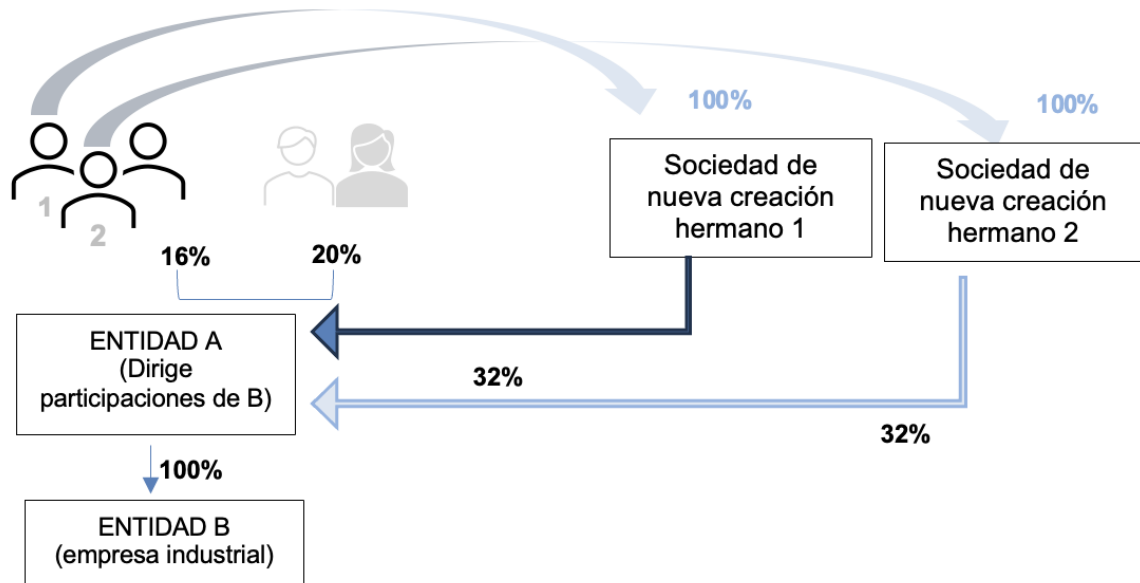 100%
100%
1
2
Sociedad de
nueva creación
hermano 1
Sociedad de
nueva creación
hermano 2
16%
20%
ENTIDAD A
(Dirige
participaciones de B)
32%
32%
100%
ENTIDAD B
(empresa industrial)